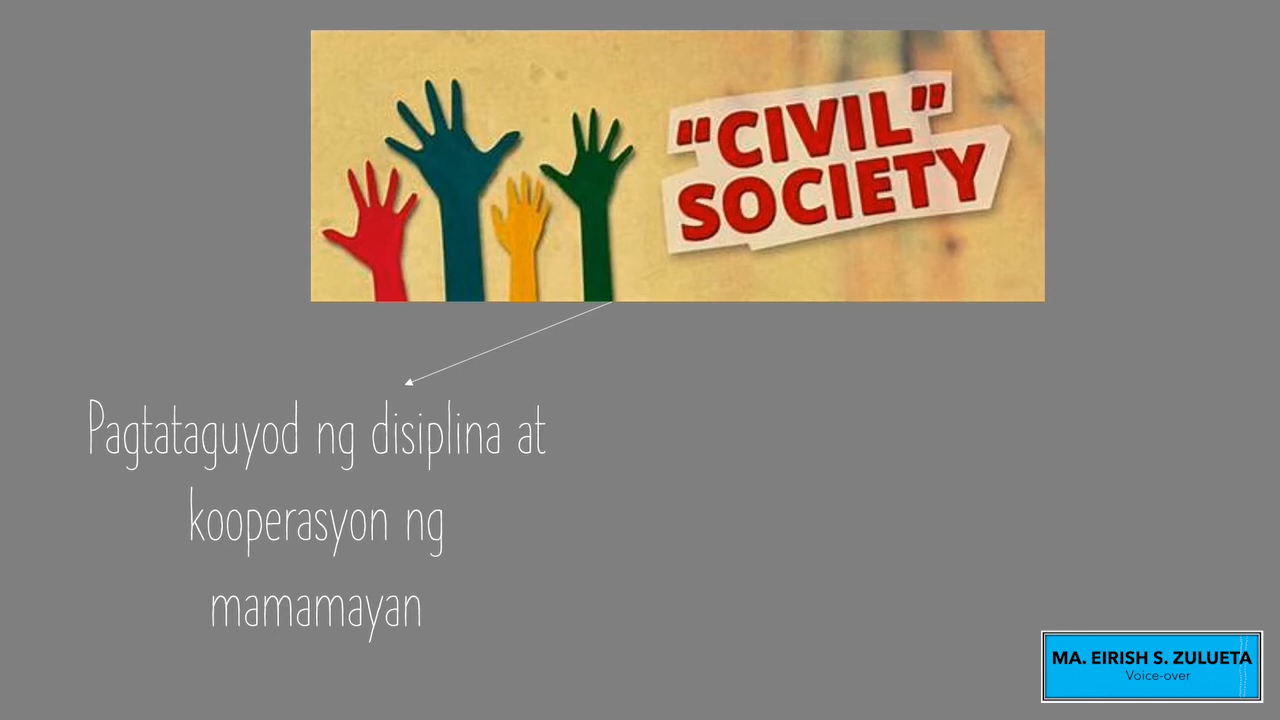 "CIVIL"
SOCIETY
Pagtataguyod ng disiplina at
kooperasyon ng
mamamayan
MA. EIRISH S. ZULUETA
Voice-over